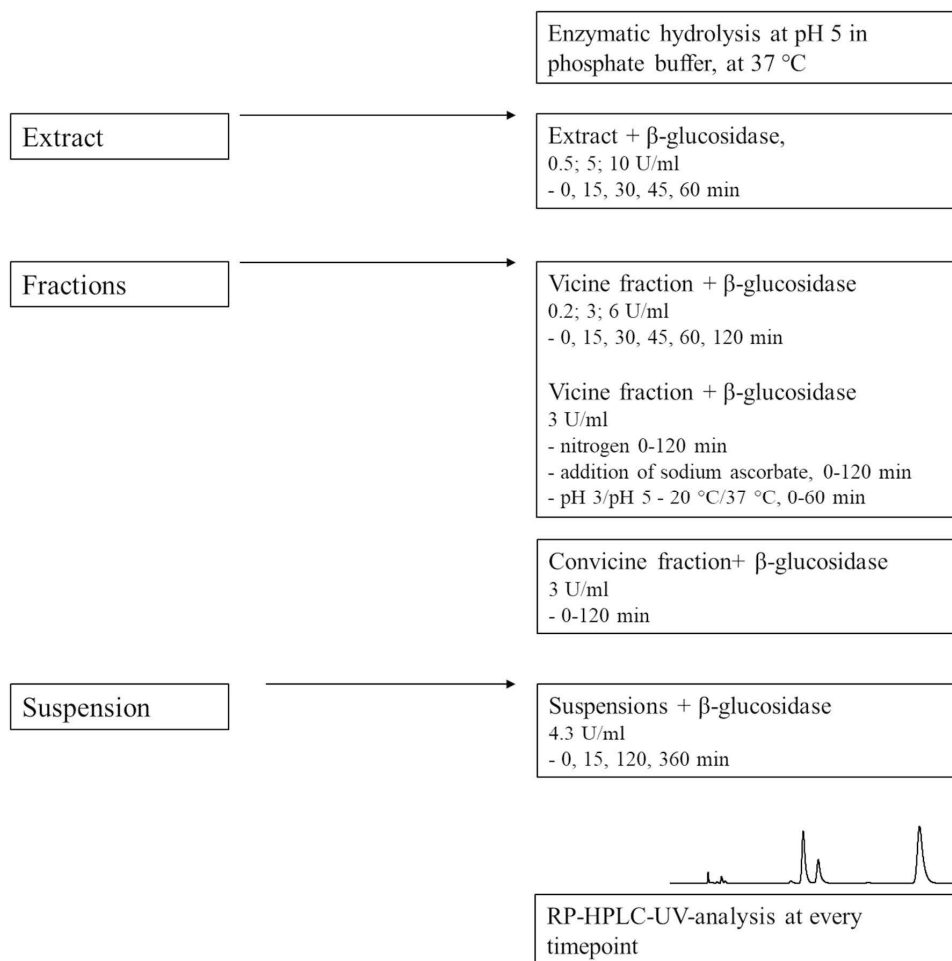 Enzymatic hydrolysis at pH 5 in
phosphate buffer, at 37 °C
Extract
Extract + β-glucosidase,
0.5; 5; 10 U/ml
- 0, 15, 30, 45, 60 min
Fractions
Vicine fraction + β-glucosidase
0.2; 3; 6 U/ml
- 0, 15, 30, 45, 60, 120 min
Vicine fraction + β-glucosidase
3 U/ml
- nitrogen 0-120 min
- addition of sodium ascorbate, 0-120 min
- pH 3/pH 5 - 20 °C/37 °C, 0-60 min
Convicine fraction+ β-glucosidase
3 U/ml
- 0-120 min
Suspension
Suspensions + β-glucosidase
4.3 U/ml
- 0, 15, 120, 360 min
RP-HPLC-UV-analysis at every
timepoint